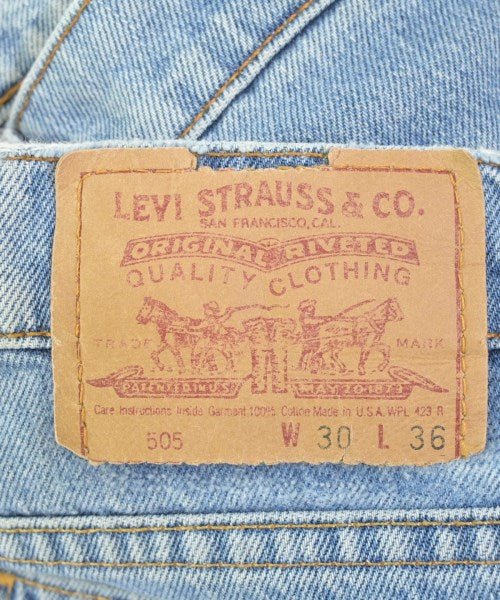 LEVI STRAUSS & CO.
SAN FRANCISCO, CAL.
ORIGINAL RIVETED
QUALITY CLOTHING
TRADE MARK
PATENTED IN U.S. MAY 20 1873
Care Instructions Inside Garment 100% Cotton Made in U.S.A. WPL 423 R
505 W 30 L 36